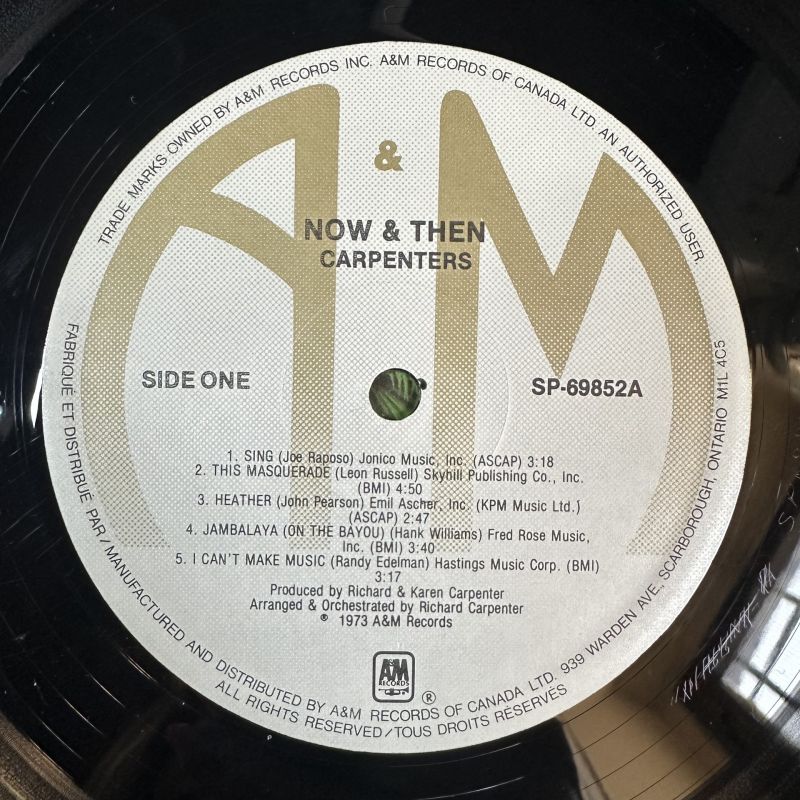 TRADE MARKS OWNED BY A&M RECORDS INC. A&M RECORDS OF CANADA LTD. AN AUTHORIZED USER.
A & M
NOW & THEN
CARPENTERS
SIDE ONE
SP-69852A
1. SING (Joe Raposo) Jonico Music, Inc. (ASCAP) 3:18
2. THIS MASQUERADE (Leon Russell) Skyhill Publishing Co., Inc.
(BMI) 4:50
3. HEATHER (John Pearson) Emil Ascher, Inc. (KPM Music Ltd.)
(ASCAP) 2:47
4. JAMBALAYA (ON THE BAYOU) (Hank Williams) Fred Rose Music,
Inc. (BMI) 3:40
5. I CAN'T MAKE MUSIC (Randy Edelman) Hastings Music Corp. (BMI)
3:17
Produced by Richard & Karen Carpenter
Arranged & Orchestrated by Richard Carpenter
℗ 1973 A&M Records
A&M
RECORDS
®
FABRIQUÉ ET DISTRIBUÉ PAR / MANUFACTURED AND DISTRIBUTED BY A&M RECORDS OF CANADA LTD. 939 WARDEN AVE, SCARBOROUGH, ONTARIO M1L 4C5
ALL RIGHTS RESERVED / TOUS DROITS RÉSERVÉS